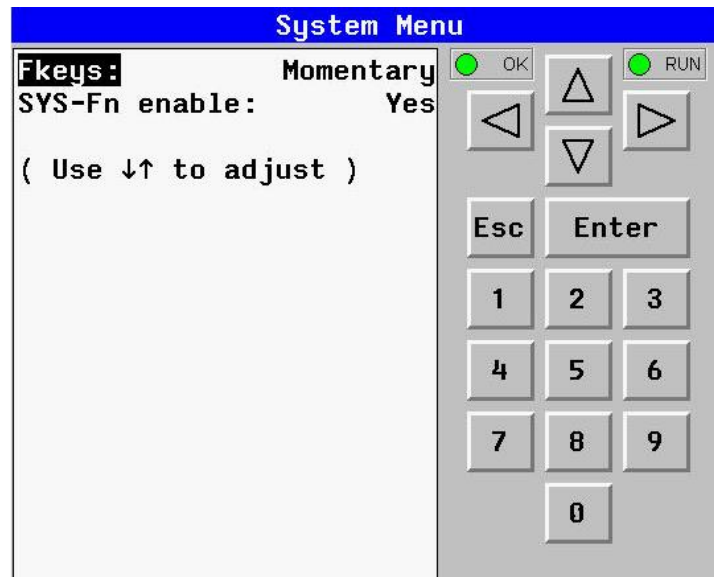 System Menu
Fkeys: Momentary
SYS-Fn enable: Yes
( Use ↓↑ to adjust )
OK
RUN
Esc
Enter
1 2 3
4 5 6
7 8 9
0